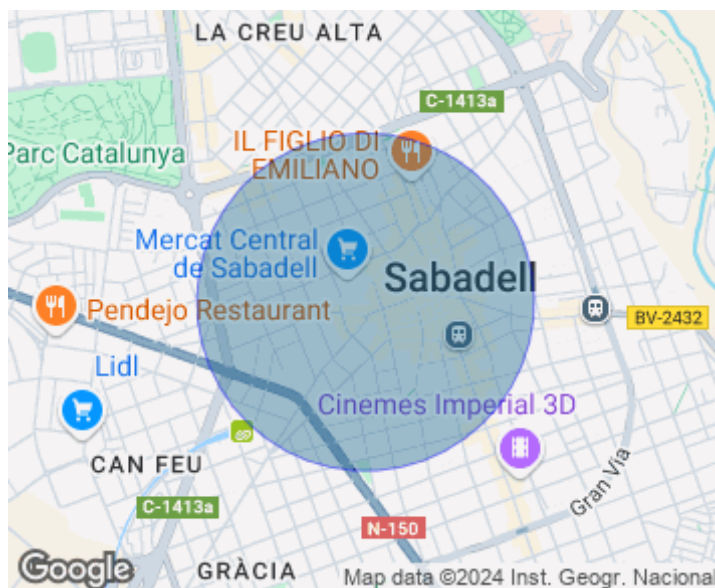 LA CREU ALTA
C-1413a
IL FIGLIO DI
EMILIANO
Parc Catalunya
Mercat Central
de Sabadell
Sabadell
Pendejo Restaurant
BV-2432
Lidl
Cinemes Imperial 3D
CAN FEU
Gran Via
C-1413a
N-150
GRÀCIA
Google
Map data ©2024 Inst. Geogr. Nacional